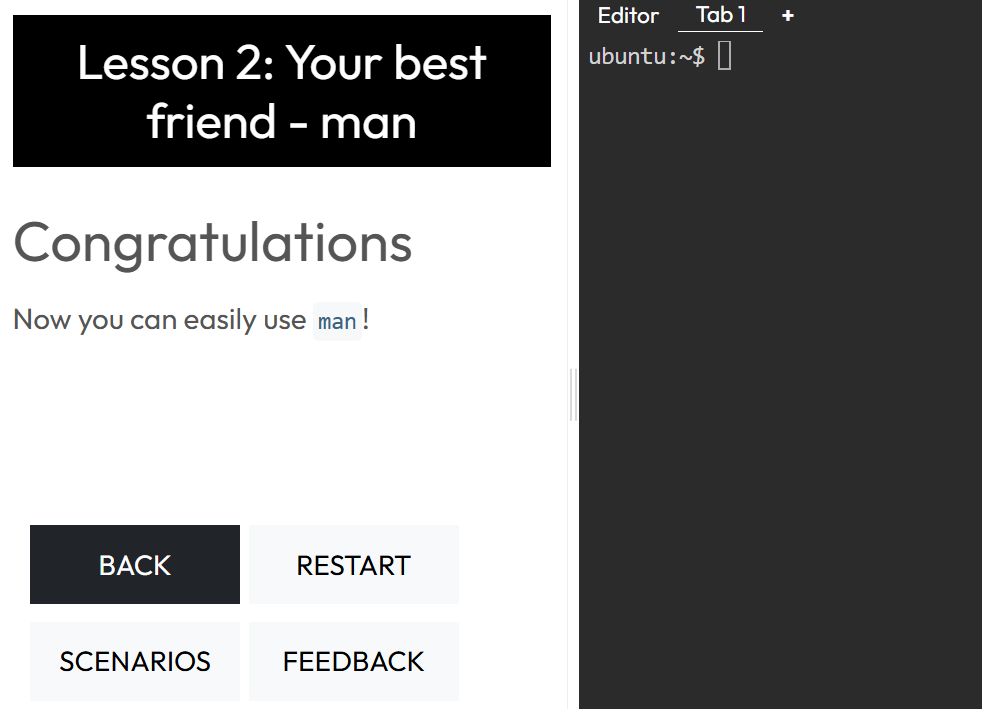 Lesson 2: Your best
friend - man
Congratulations
Now you can easily use man!
BACK
RESTART
SCENARIOS
FEEDBACK
Editor
Tab 1
+
ubuntu:~$